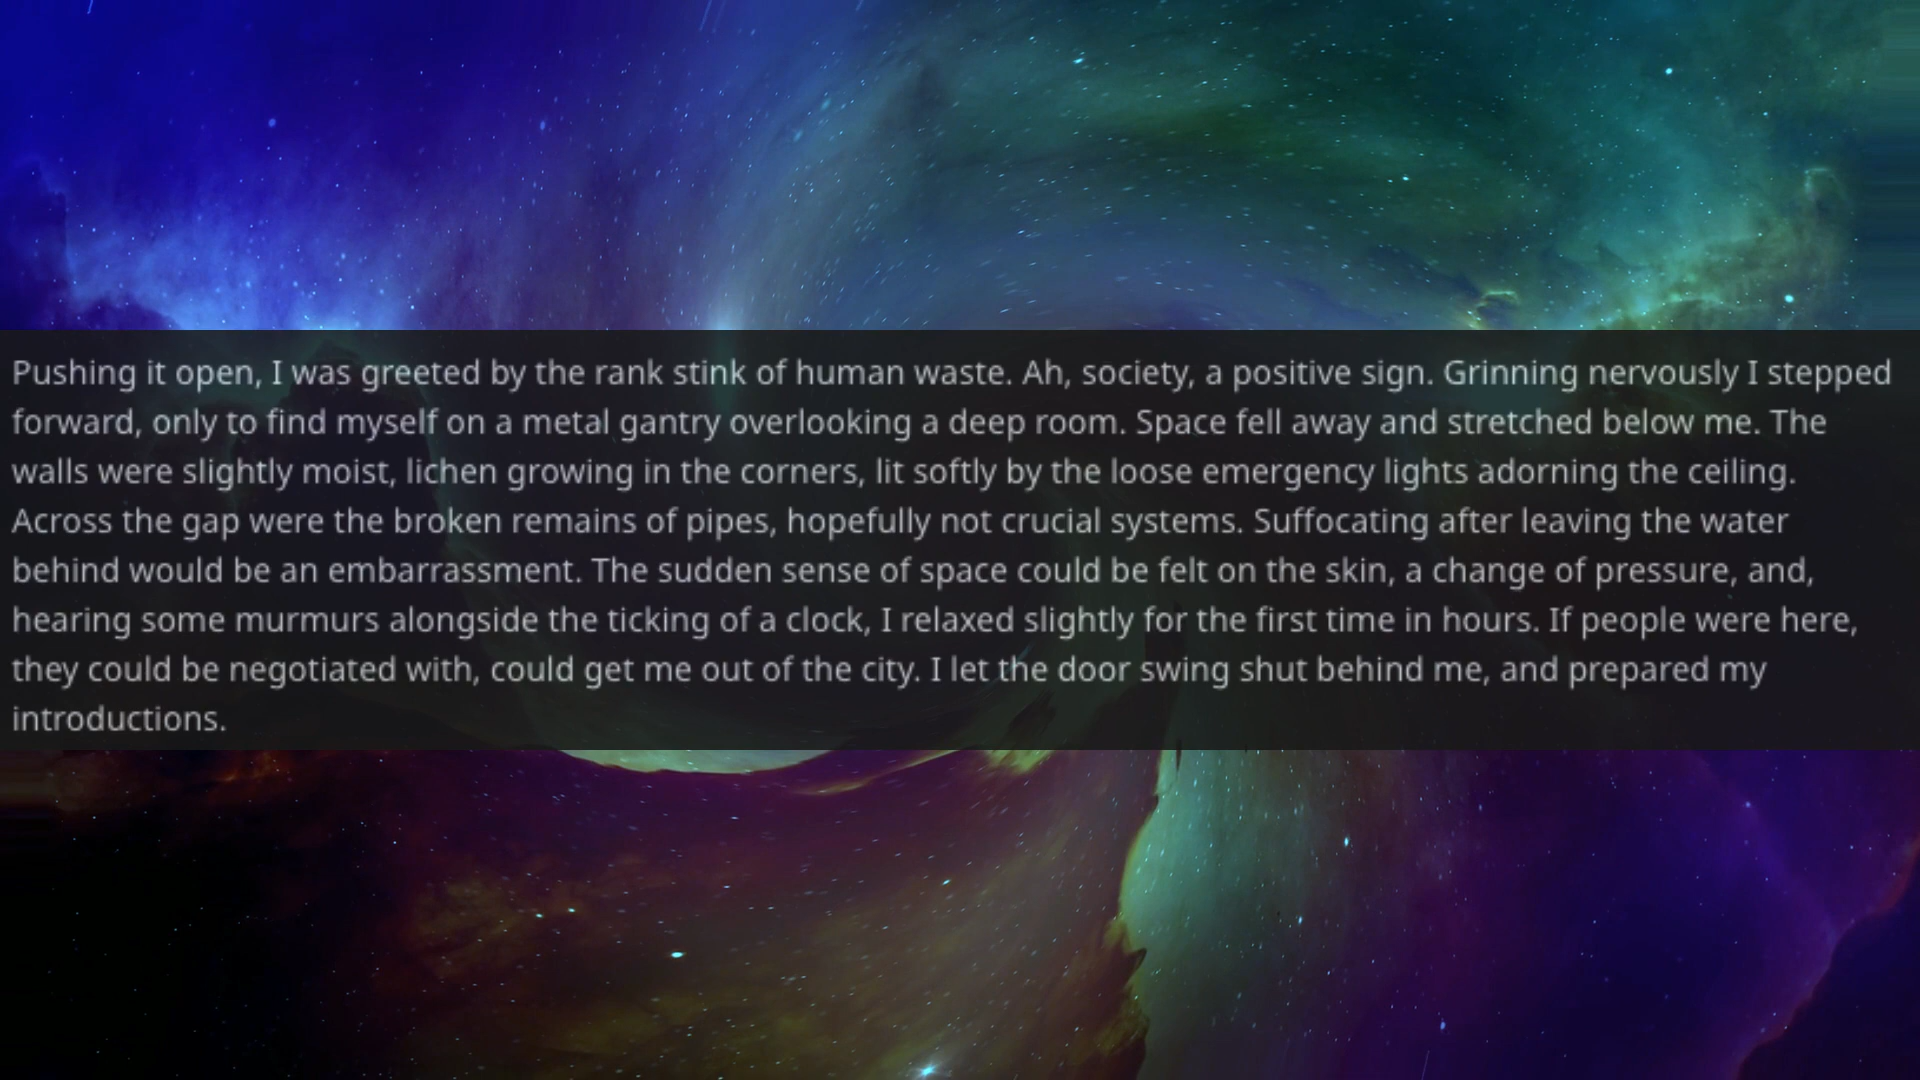 Pushing it open, I was greeted by the rank stink of human waste. Ah, society, a positive sign. Grinning nervously I stepped
forward, only to find myself on a metal gantry overlooking a deep room. Space fell away and stretched below me. The
walls were slightly moist, lichen growing in the corners, lit softly by the loose emergency lights adorning the ceiling.
Across the gap were the broken remains of pipes, hopefully not crucial systems. Suffocating after leaving the water
behind would be an embarrassment. The sudden sense of space could be felt on the skin, a change of pressure, and,
hearing some murmurs alongside the ticking of a clock, I relaxed slightly for the first time in hours. If people were here,
they could be negotiated with, could get me out of the city. I let the door swing shut behind me, and prepared my
introductions.